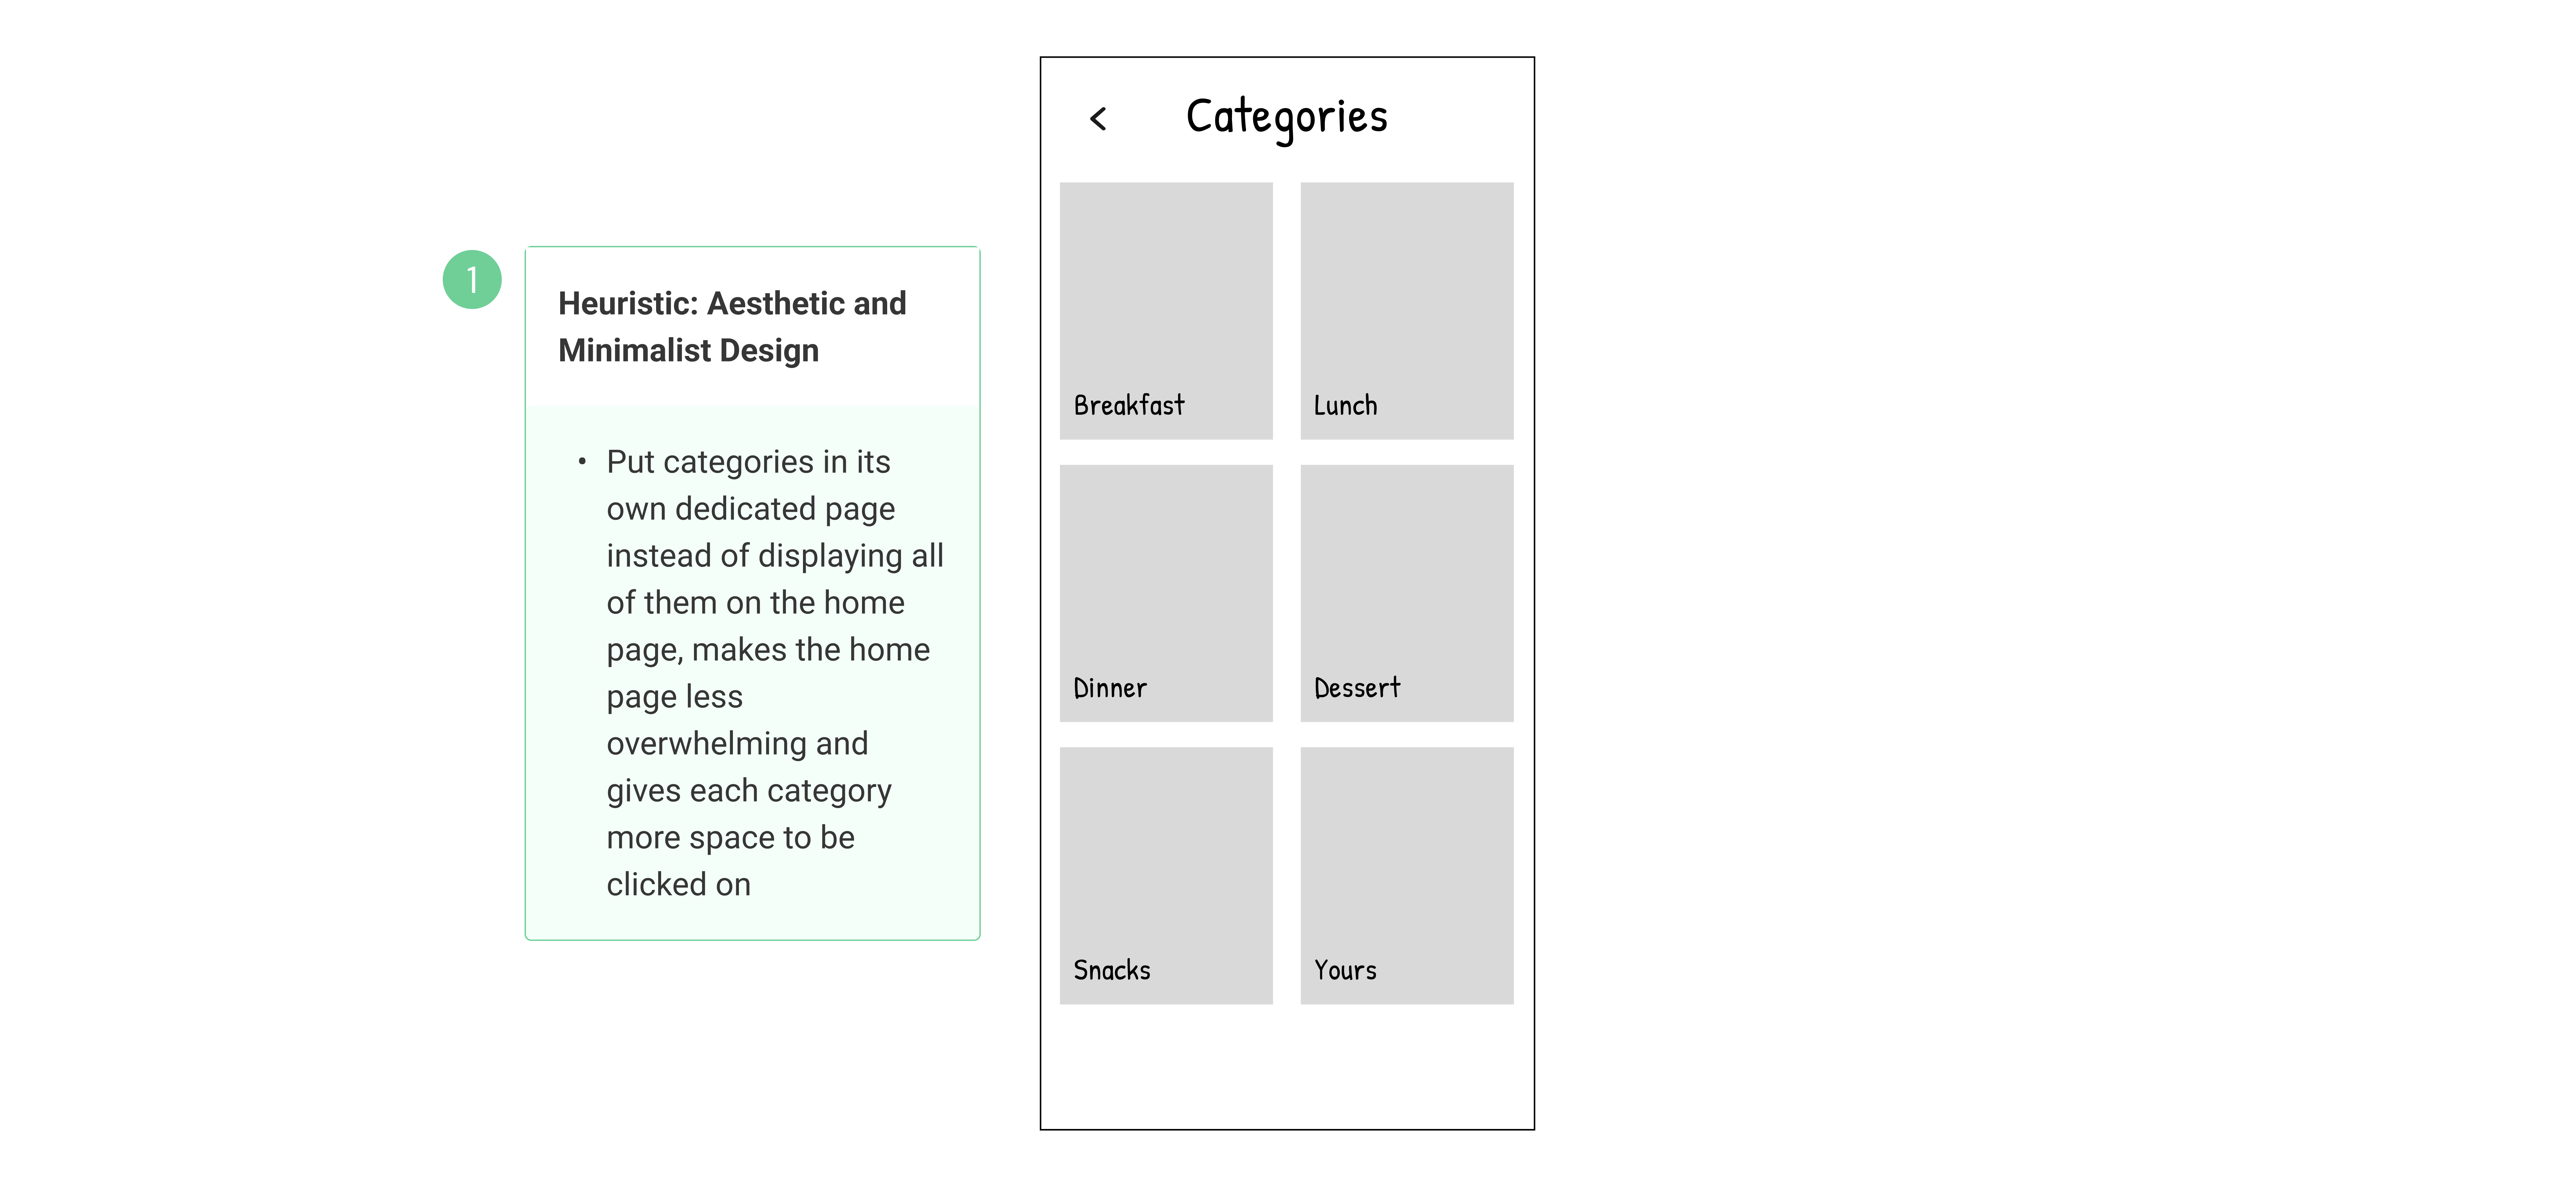 1
Heuristic: Aesthetic and
Minimalist Design
• Put categories in its
own dedicated page
instead of displaying all
of them on the home
page, makes the home
page less
overwhelming and
gives each category
more space to be
clicked on
< Categories
Breakfast
Lunch
Dinner
Dessert
Snacks
Yours